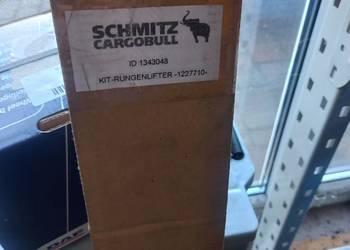 SCHMITZ
CARGOBULL
ID 1343048
KIT-RUNGENLIFTER -1227710-